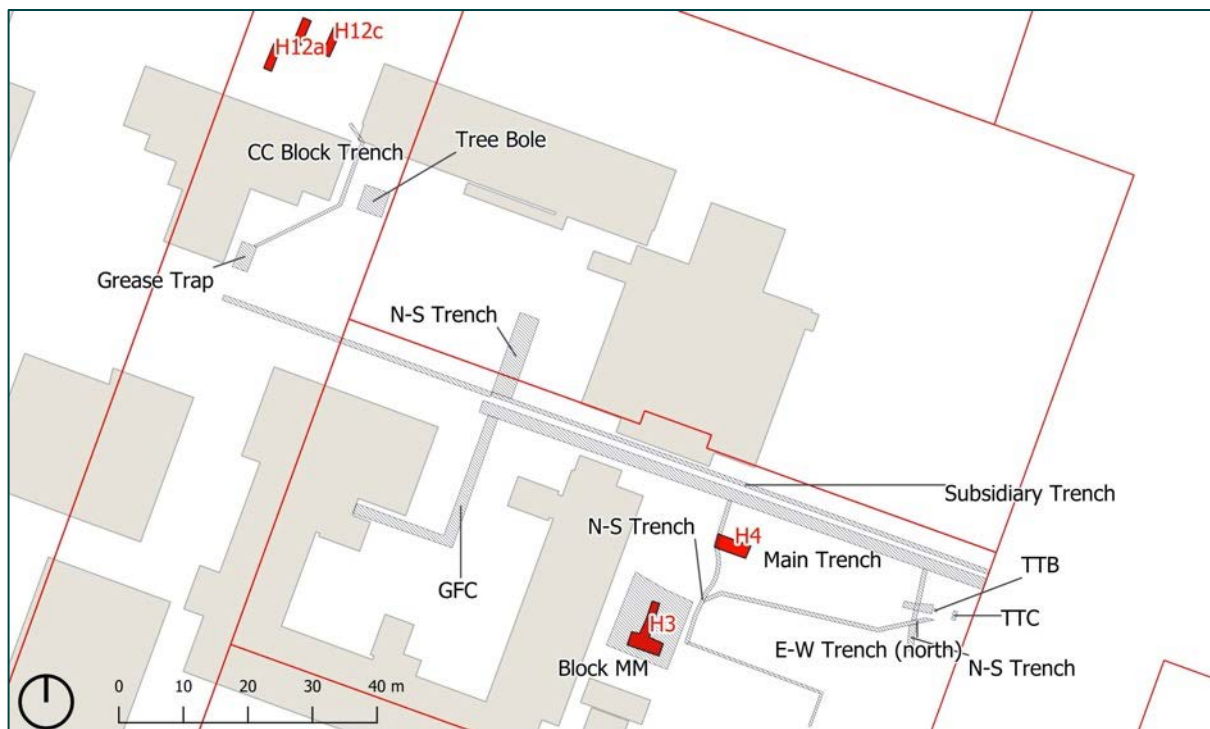 H12c
H12a
CC Block Trench
Tree Bole
Grease Trap
N-S Trench
Subsidiary Trench
N-S Trench
H4
Main Trench
TTB
GFC
TTC
H3
E-W Trench (north)
Block MM
N-S Trench
0 10 20 30 40 m